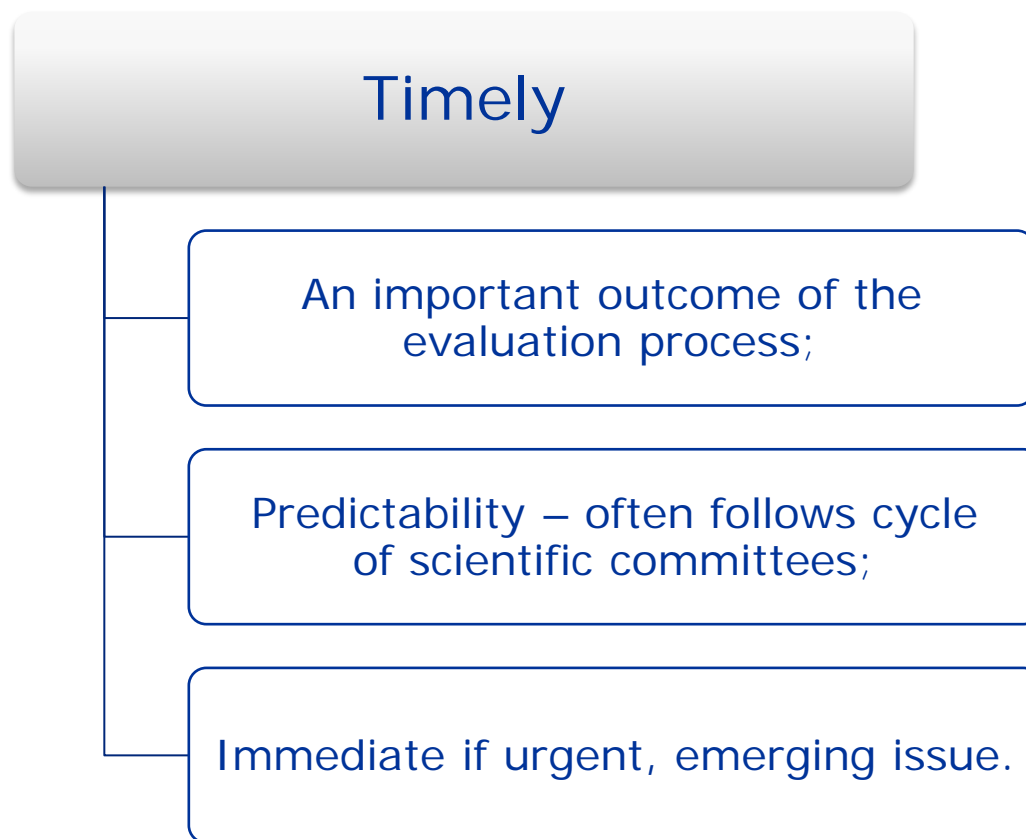 Timely
An important outcome of the
evaluation process;
Predictability – often follows cycle
of scientific committees;
Immediate if urgent, emerging issue.